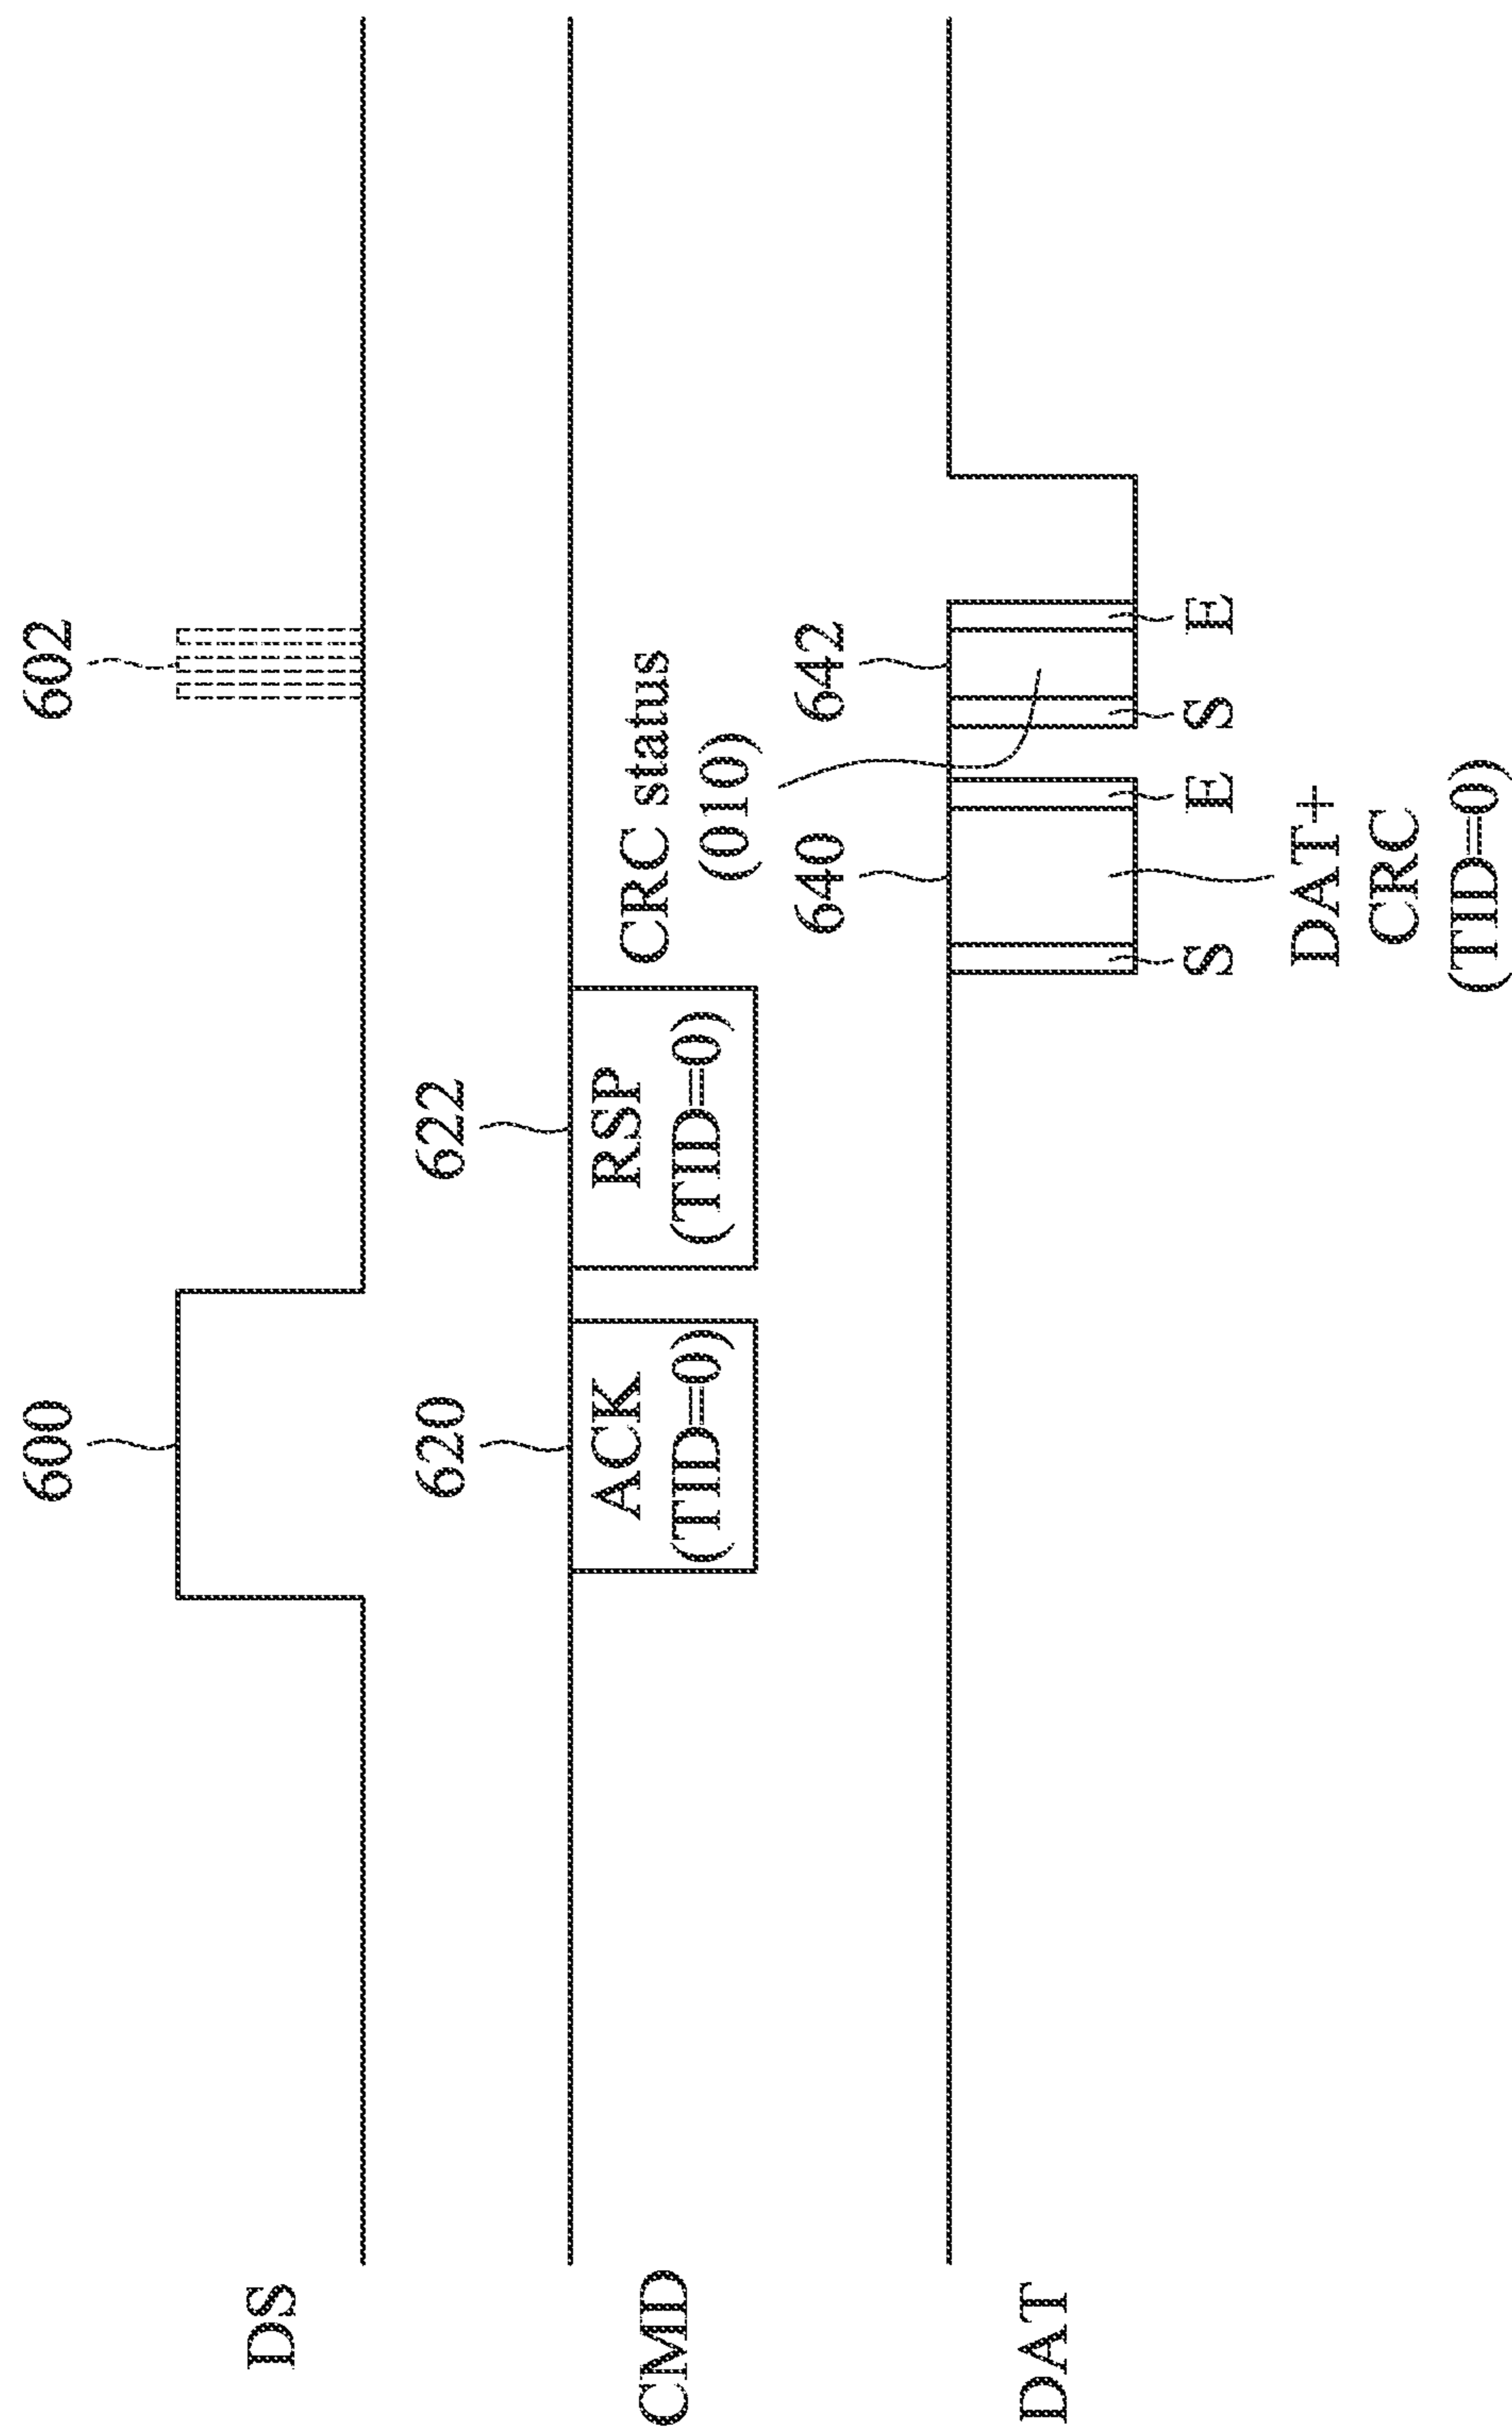 DS
600
602
CMD
620
ACK
(TID=0)
622
RSP
(TID=0)
CRC status
(010)
DAT
640
642
S
E
S
E
DAT+
CRC
(TID=0)